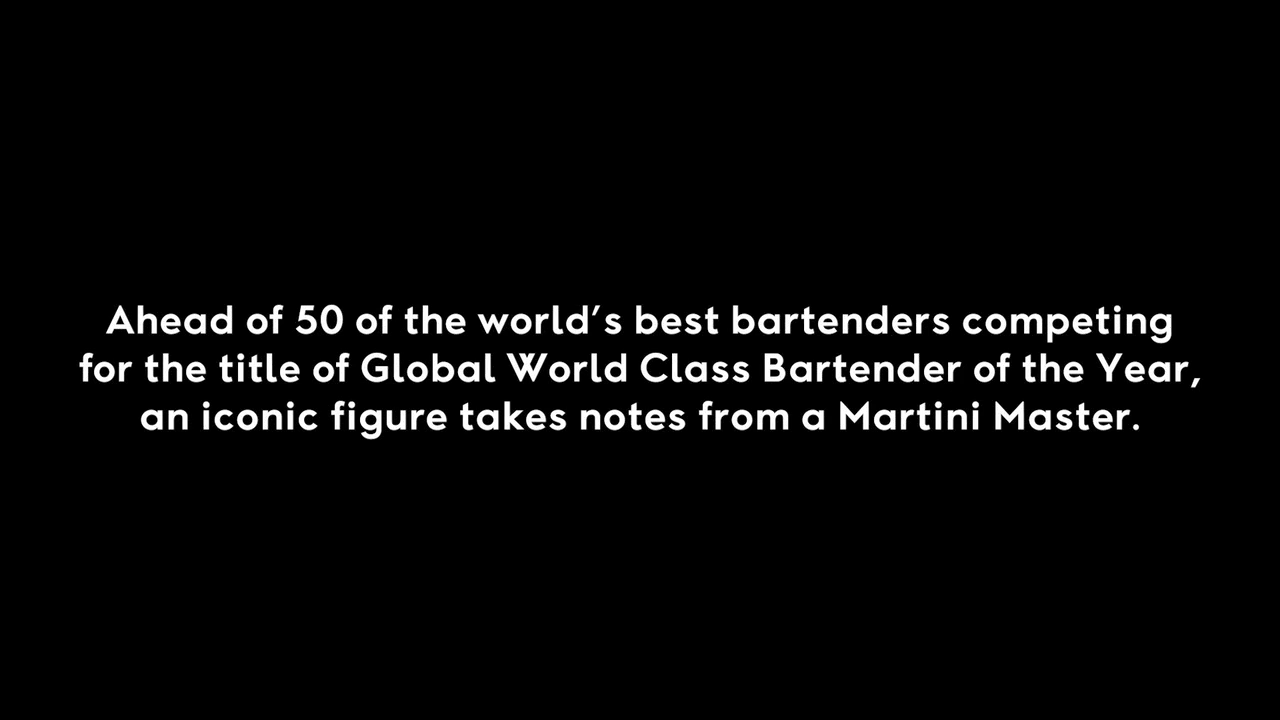 Ahead of 50 of the world’s best bartenders competing
for the title of Global World Class Bartender of the Year,
an iconic figure takes notes from a Martini Master.